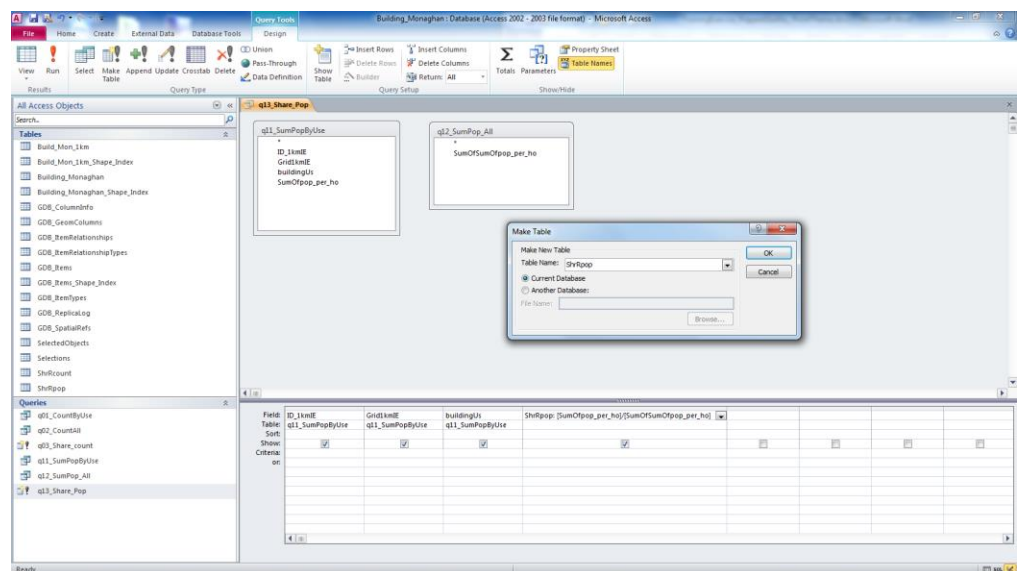 Query Tools
Building_Monaghan : Database (Access 2002 - 2003 file format) - Microsoft Access
File Home Create External Data Database Tools Design
View Run Select Make Table Append Update Crosstab Delete
Union
Pass-Through
Data Definition
Show Table
Insert Rows
Delete Rows
Builder
Insert Columns
Delete Columns
Return: All
Totals Parameters
Property Sheet
Table Names
Results Query Type Query Setup Show/Hide
All Access Objects
Search...
Tables
Build_Mon_1km
Build_Mon_1km_Shape_Index
Building_Monaghan
Building_Monaghan_Shape_Index
GDB_ColumnInfo
GDB_GeomColumns
GDB_ItemRelationships
GDB_ItemRelationshipTypes
GDB_Items
GDB_Items_Shape_Index
GDB_ItemTypes
GDB_ReplicaLog
GDB_SpatialRefs
SelectedObjects
Selections
ShrRcount
ShrRpop
Queries
q01_CountByUse
q02_CountAll
q03_Share_count
q11_SumPopByUse
q12_SumPop_All
q13_Share_Pop
q13_Share_Pop
q11_SumPopByUse
*
ID_1kmIE
Grid1kmIE
buildingUs
SumOfpop_per_ho
q12_SumPop_All
*
SumOfSumOfpop_per_ho
Make Table
Make New Table
Table Name: ShrRpop
Current Database
Another Database:
File Name:
Browse...
OK
Cancel
Field: ID_1kmIE Grid1kmIE buildingUs ShrRpop: [SumOfpop_per_ho]/[SumOfSumOfpop_per_ho]
Table: q11_SumPopByUse q11_SumPopByUse q11_SumPopByUse
Sort:
Show:
Criteria:
or:
Ready